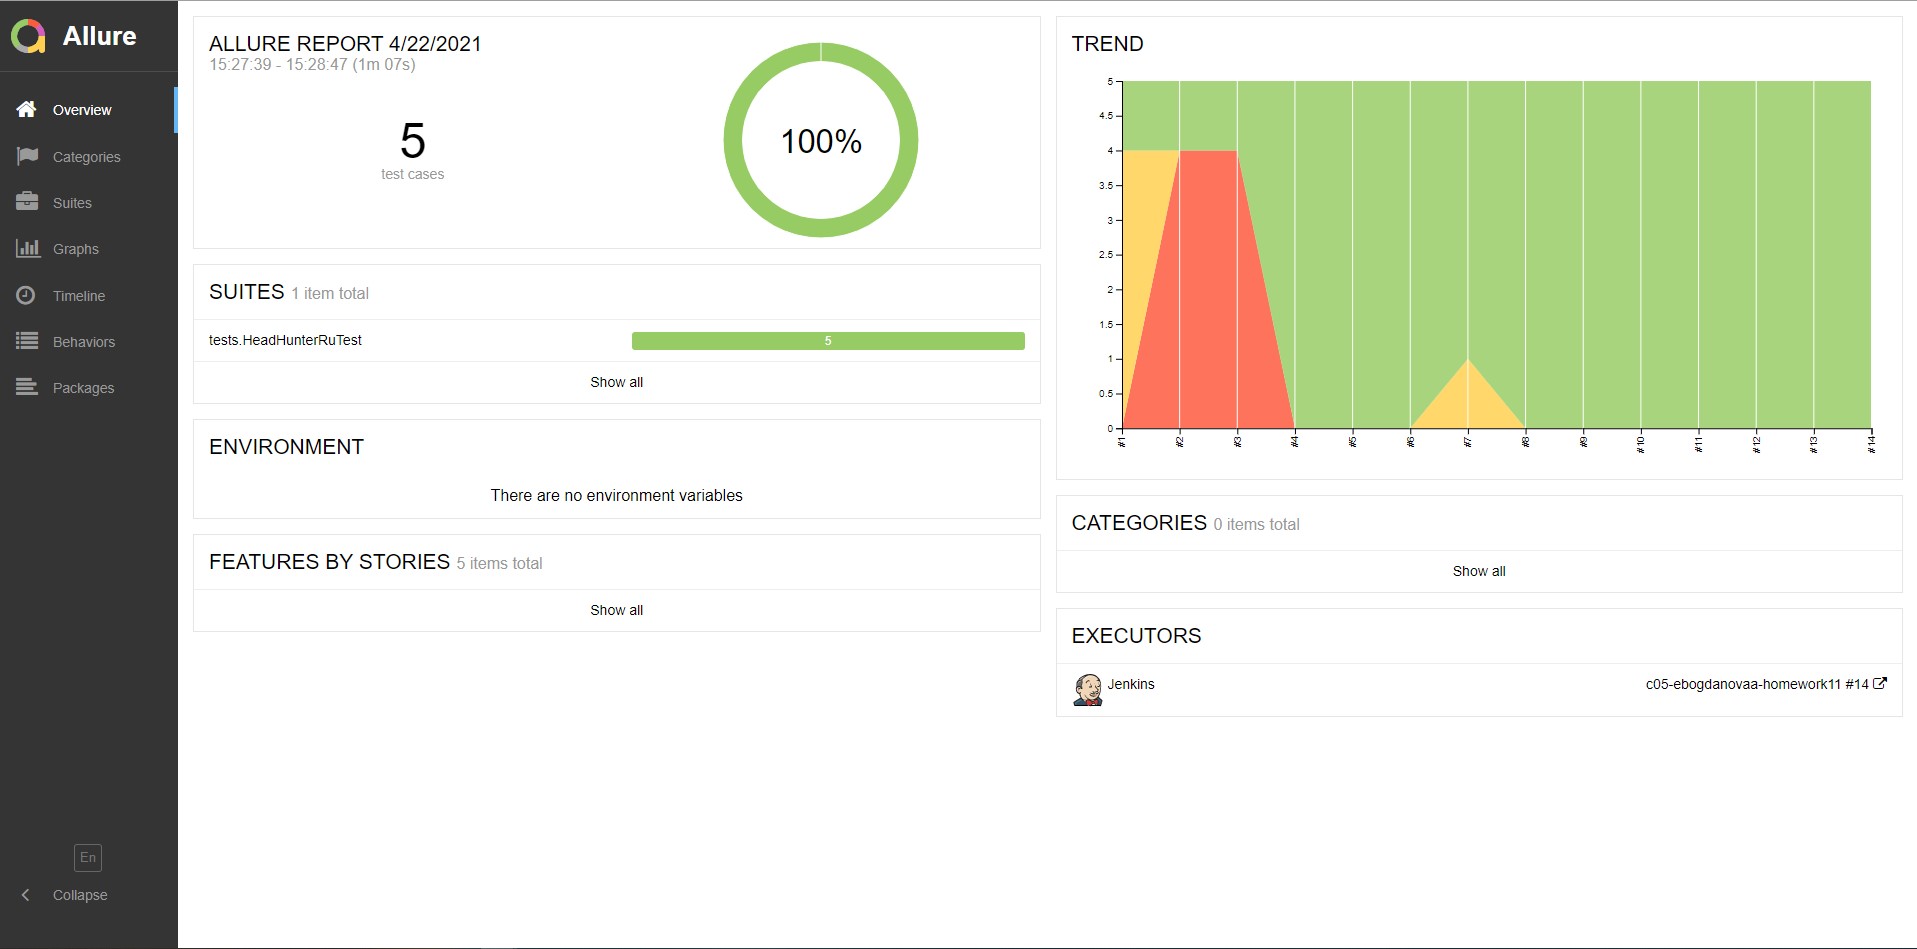 Allure
Overview
Categories
Suites
Graphs
Timeline
Behaviors
Packages
En
Collapse
ALLURE REPORT 4/22/2021
15:27:39 - 15:28:47 (1m 07s)
5
test cases
100%
SUITES 1 item total
tests.HeadHunterRuTest 5
Show all
ENVIRONMENT
There are no environment variables
FEATURES BY STORIES 5 items total
Show all
TREND
5
4.5
4
3.5
3
2.5
2
1.5
1
0.5
0
#1 #2 #3 #4 #5 #6 #7 #8 #9 #10 #11 #12 #13 #14
CATEGORIES 0 items total
Show all
EXECUTORS
Jenkins c05-ebogdanovaa-homework11 #14